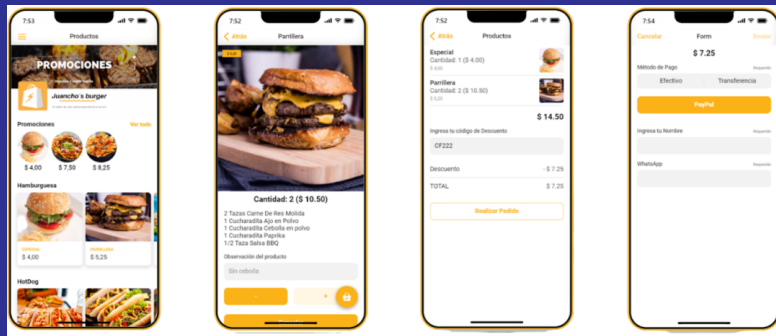 7:53
Productos
PROMOCIONES
Juancho´s burger
Promociones
Ver todo
$ 4,00
$ 7,50
$ 8,25
Hamburguesa
ESPECIAL
$ 4,00
PARRILLERA
$ 5,25
HotDog
7:52
Atrás
Parrillera
Cantidad: 2 ($ 10.50)
2 Tazas Carne De Res Molida
1 Cucharadita Ajo en Polvo
1 Cucharadita Cebolla en polvo
1 Cucharadita Paprika
1/2 Taza Salsa BBQ
Observación del producto
Sin cebolla
-
+
7:52
Atrás
Productos
Especial
Cantidad: 1 ($ 4.00)
$ 4,00
Parrillera
Cantidad: 2 ($ 10.50)
$ 5,25
$ 14.50
Ingresa tu código de Descuento
CF222
Descuento
- $ 7.25
TOTAL
$ 7.25
Realizar Pedido
7:54
Cancelar
Form
Enviar
$ 7.25
Método de Pago
Requerido
Efectivo
Transferencia
PayPal
Ingresa tu Nombre
Requerido
WhatsApp
Requerido